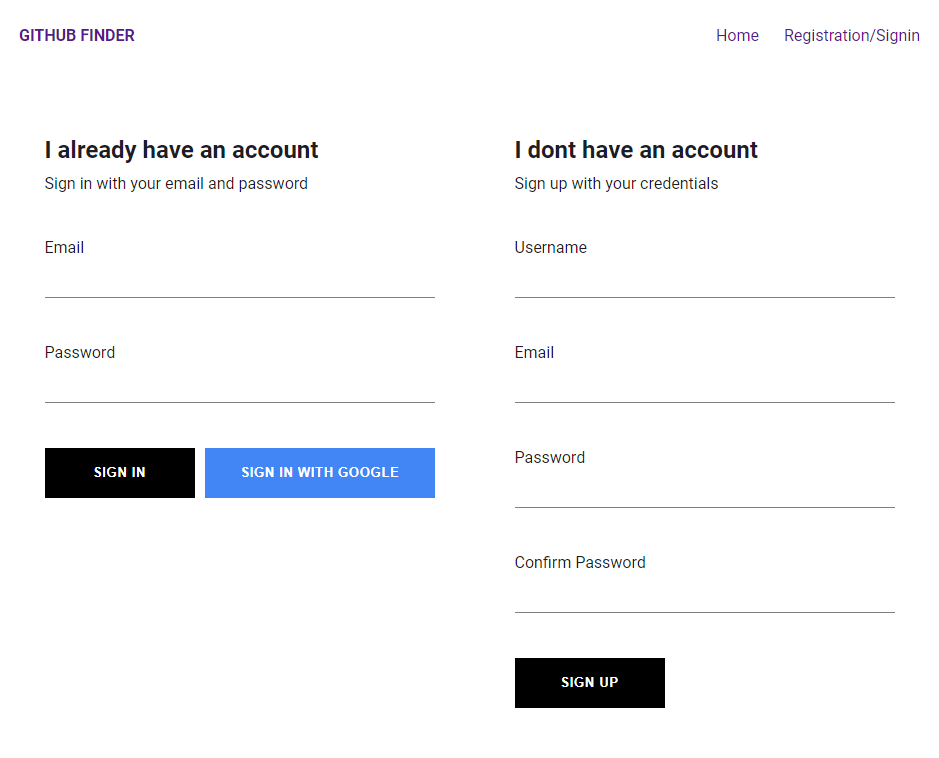 GITHUB FINDER
Home
Registration/Signin
I already have an account
Sign in with your email and password
Email
Password
SIGN IN
SIGN IN WITH GOOGLE
I dont have an account
Sign up with your credentials
Username
Email
Password
Confirm Password
SIGN UP